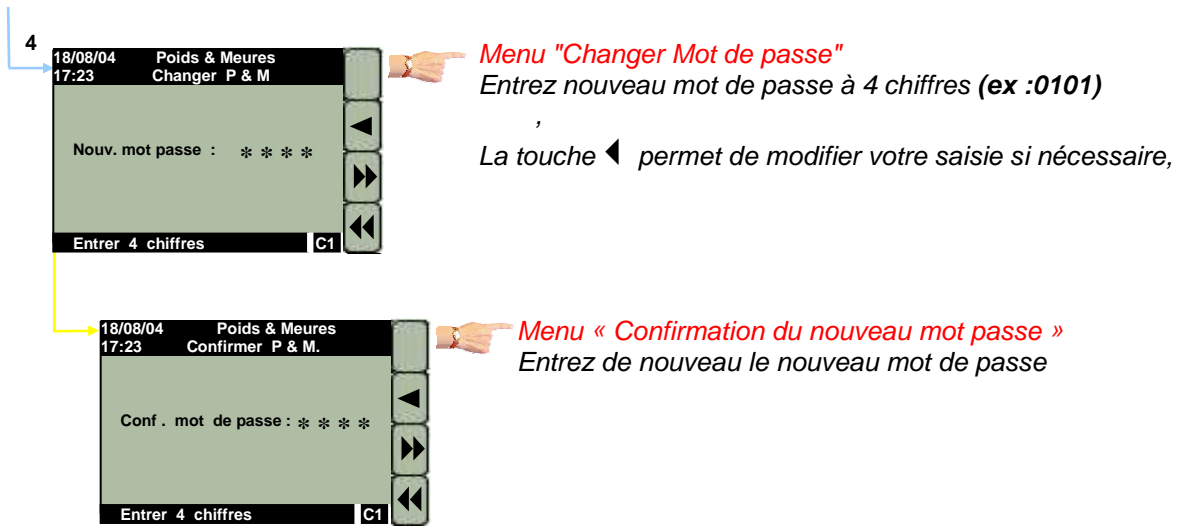 4
18/08/04 Poids & Meures
17:23 Changer P & M
Nouv. mot passe : * * * *
Entrer 4 chiffres C1
Menu "Changer Mot de passe"
Entrez nouveau mot de passe à 4 chiffres (ex :0101)
,
La touche ◀ permet de modifier votre saisie si nécessaire,
18/08/04 Poids & Meures
17:23 Confirmer P & M.
Conf . mot de passe : * * * *
Entrer 4 chiffres C1
Menu « Confirmation du nouveau mot passe »
Entrez de nouveau le nouveau mot de passe